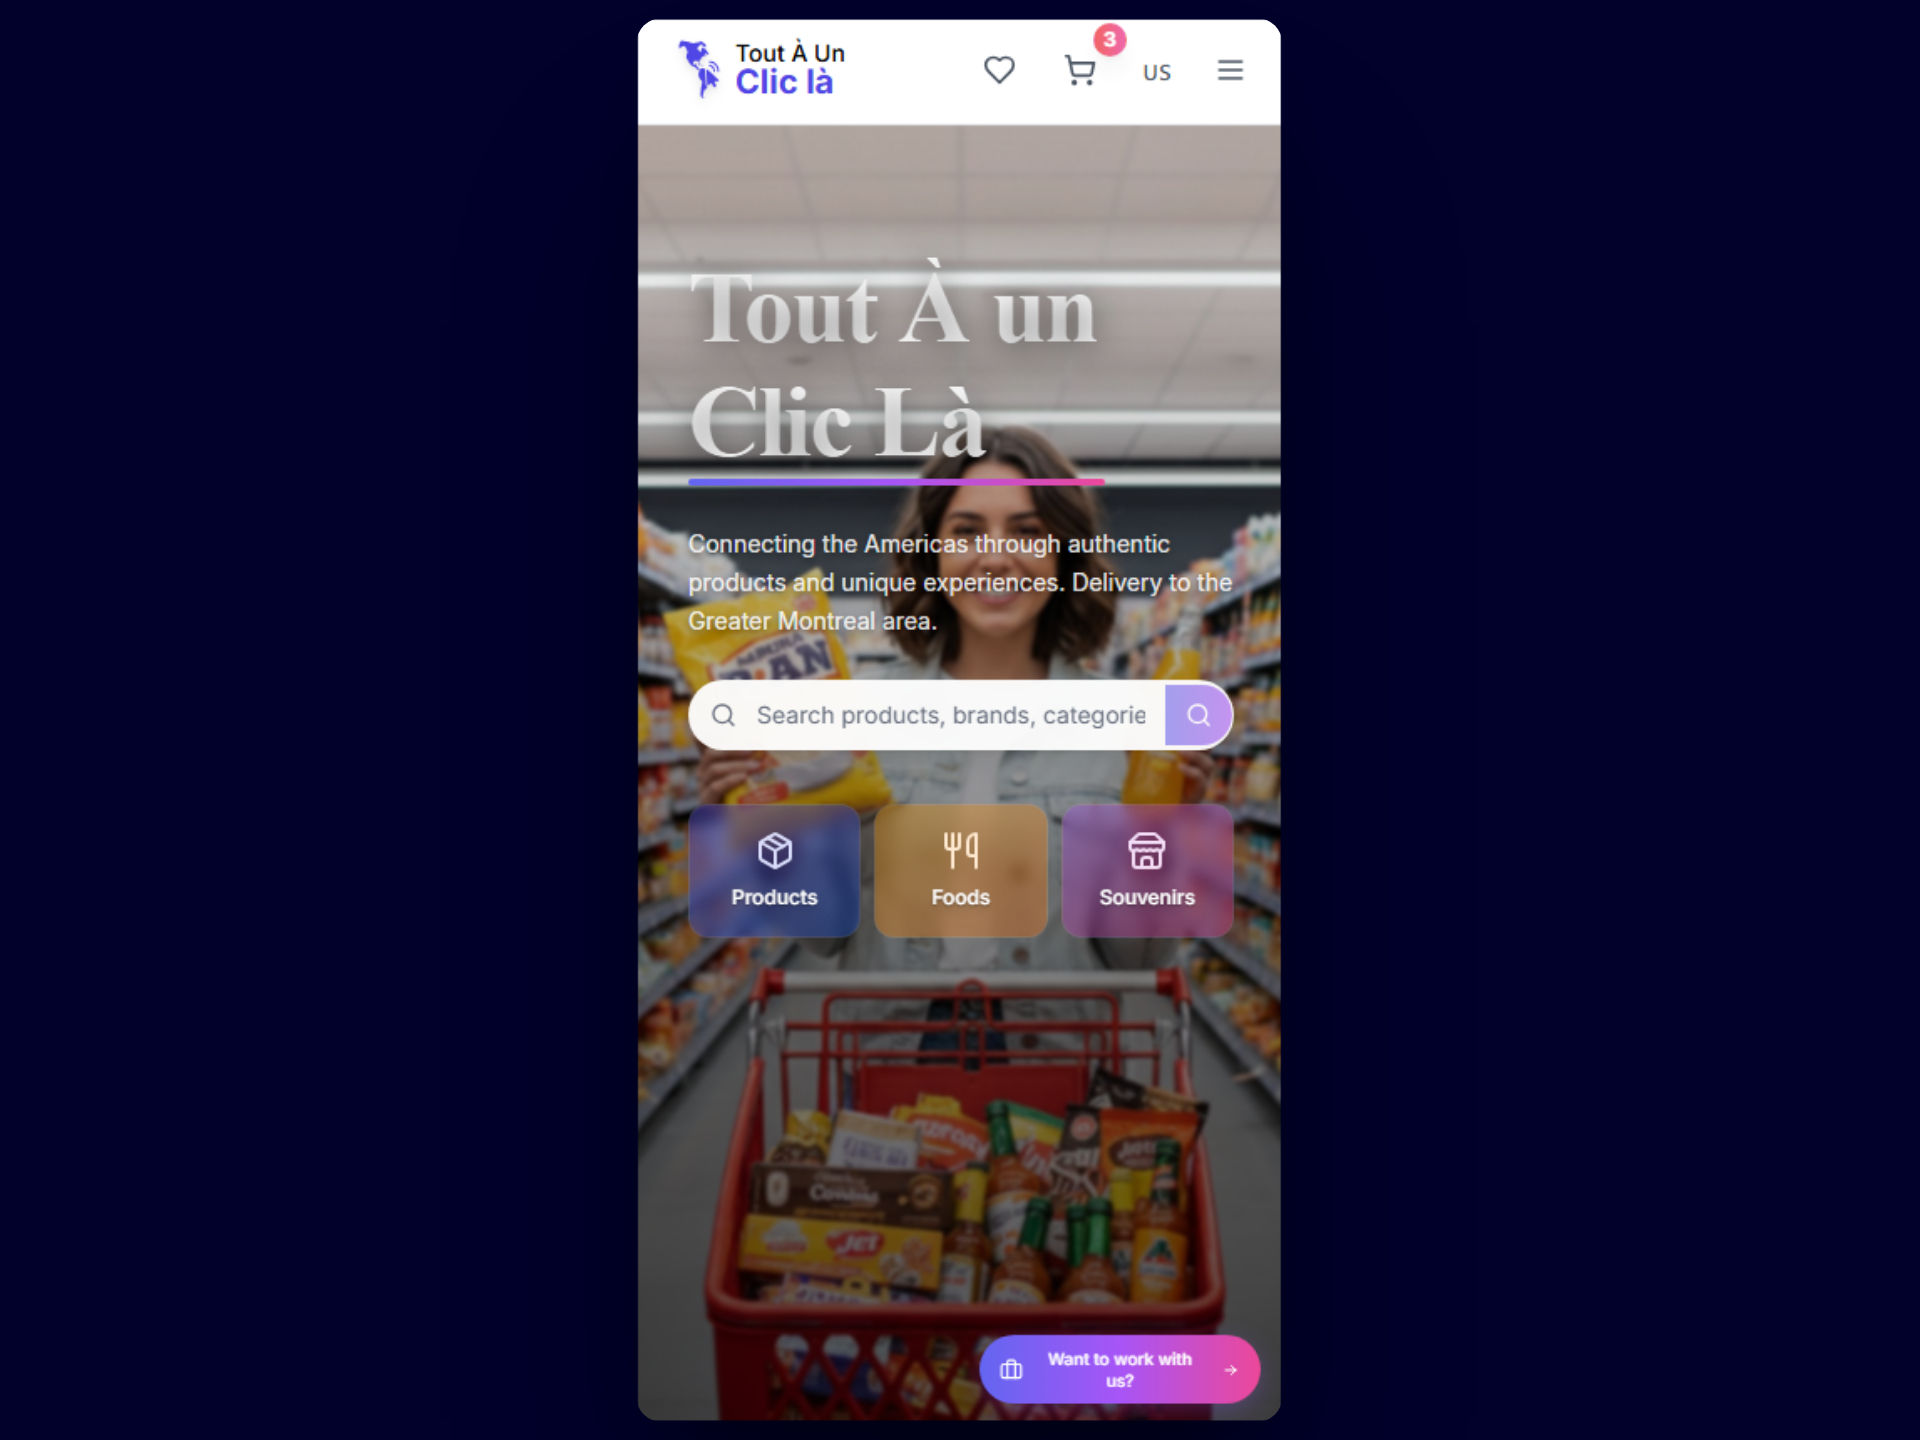 Tout À Un
Clic là
3
US
Tout À un
Clic Là
Connecting the Americas through authentic
products and unique experiences. Delivery to the
Greater Montreal area.
Search products, brands, categorie
Products
Foods
Souvenirs
JET
Want to work with
us?